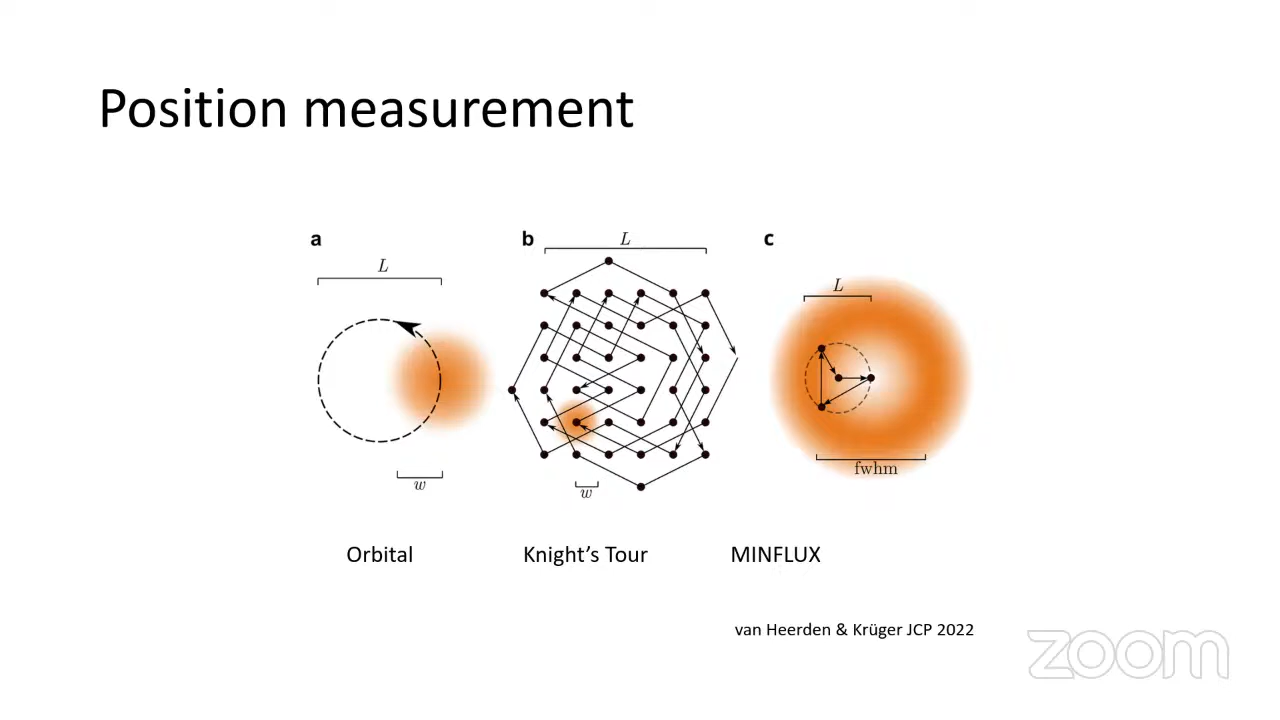 Position measurement
a
L
w
b
L
w
c
L
fwhm
Orbital
Knight's Tour
MINFLUX
van Heerden & Krüger JCP 2022
zoom